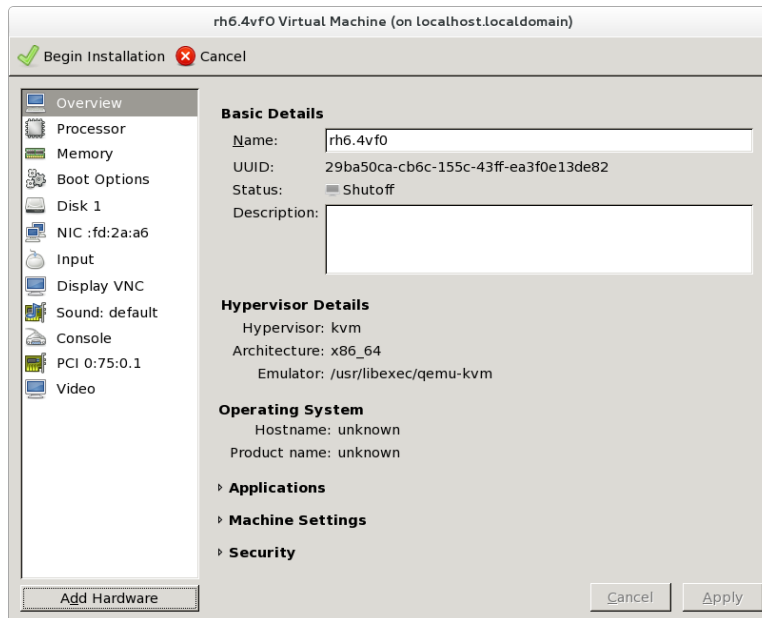 rh6.4vf0 Virtual Machine (on localhost.localdomain)
Begin Installation Cancel
Overview
Processor
Memory
Boot Options
Disk 1
NIC :fd:2a:a6
Input
Display VNC
Sound: default
Console
PCI 0:75:0.1
Video
Add Hardware
Basic Details
Name: rh6.4vf0
UUID: 29ba50ca-cb6c-155c-43ff-ea3f0e13de82
Status: Shutoff
Description:
Hypervisor Details
Hypervisor: kvm
Architecture: x86_64
Emulator: /usr/libexec/qemu-kvm
Operating System
Hostname: unknown
Product name: unknown
Applications
Machine Settings
Security
Cancel Apply